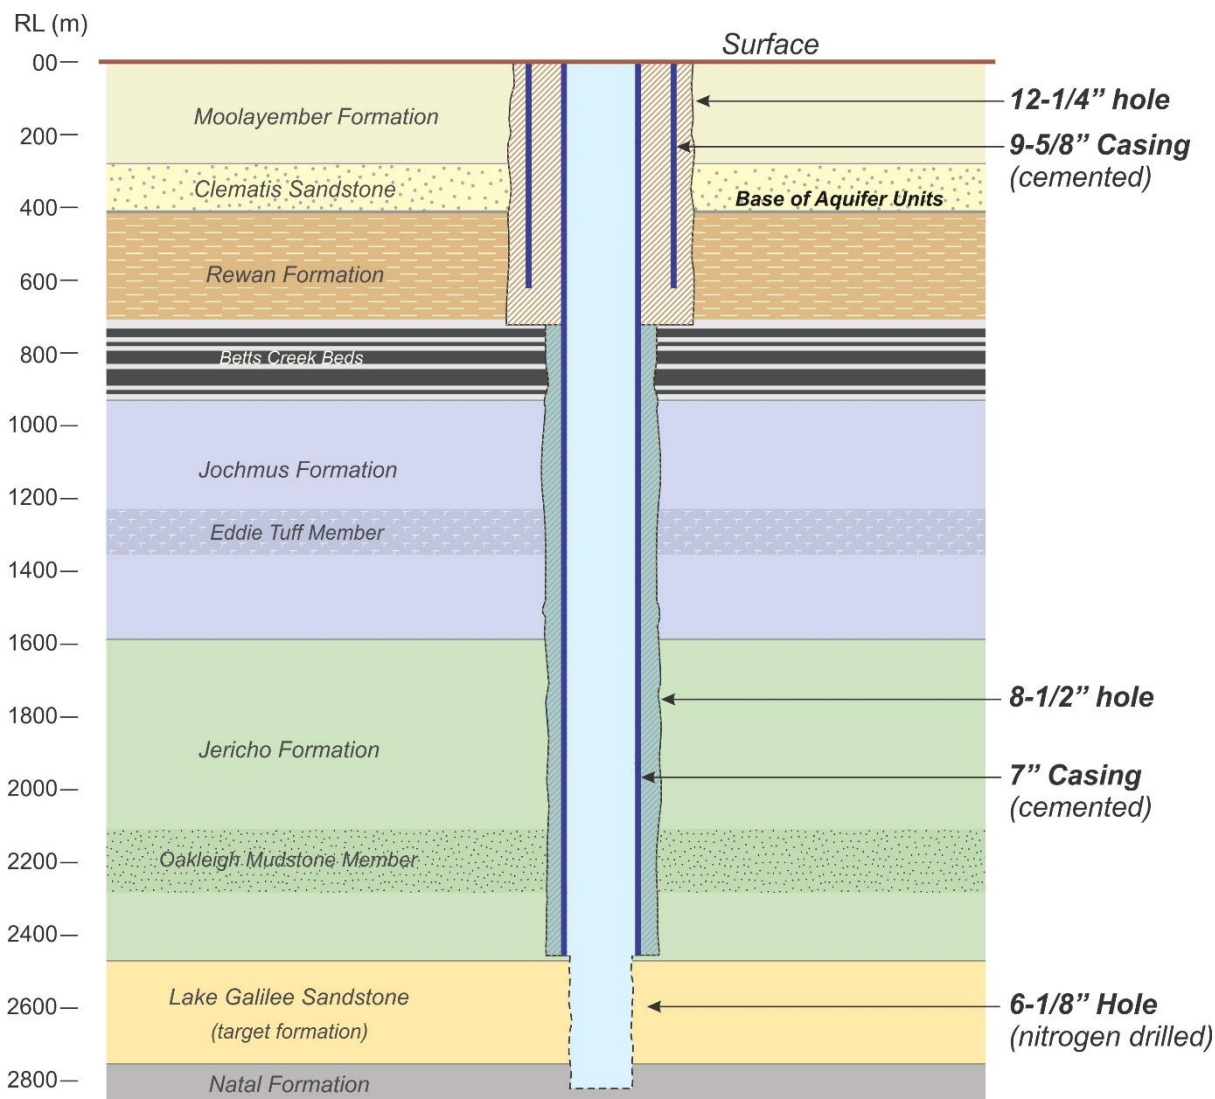 RL (m)
Surface
00
12-1/4” hole
Moolayember Formation
200
9-5/8” Casing
(cemented)
Clematis Sandstone
Base of Aquifer Units
400
Rewan Formation
600
800
Betts Creek Beds
1000
Jochmus Formation
1200
Eddie Tuff Member
1400
1600
8-1/2” hole
1800
Jericho Formation
7” Casing
(cemented)
2000
Oakleigh Mudstone Member
2200
2400
Lake Galilee Sandstone
(target formation)
2600
6-1/8” Hole
(nitrogen drilled)
2800
Natal Formation